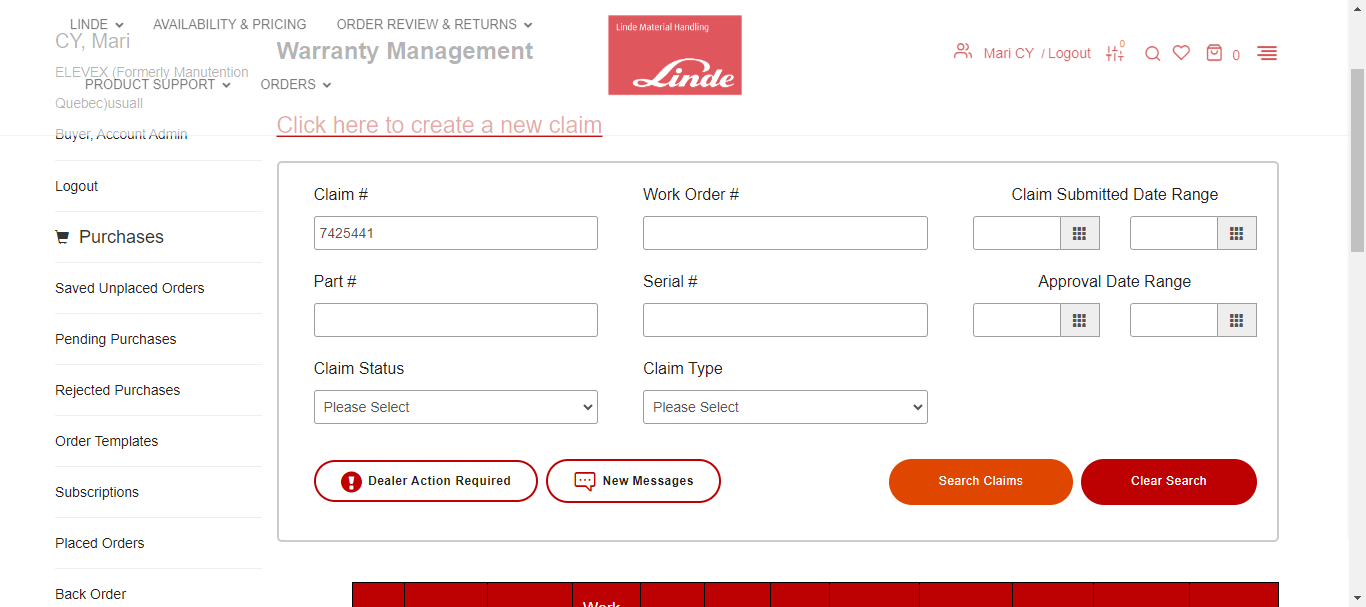 LINDE
AVAILABILITY & PRICING
ORDER REVIEW & RETURNS
PRODUCT SUPPORT
ORDERS
Linde Material Handling
Linde
Mari CY / Logout
0
0
CY, Mari
ELEVEX (Formerly Manutention
Quebec)usuall
Buyer, Account Admin
Logout
Purchases
Saved Unplaced Orders
Pending Purchases
Rejected Purchases
Order Templates
Subscriptions
Placed Orders
Back Order
Warranty Management
Click here to create a new claim
Claim #
7425441
Work Order #
Claim Submitted Date Range
Part #
Serial #
Approval Date Range
Claim Status
Please Select
Claim Type
Please Select
Dealer Action Required
New Messages
Search Claims
Clear Search
Work